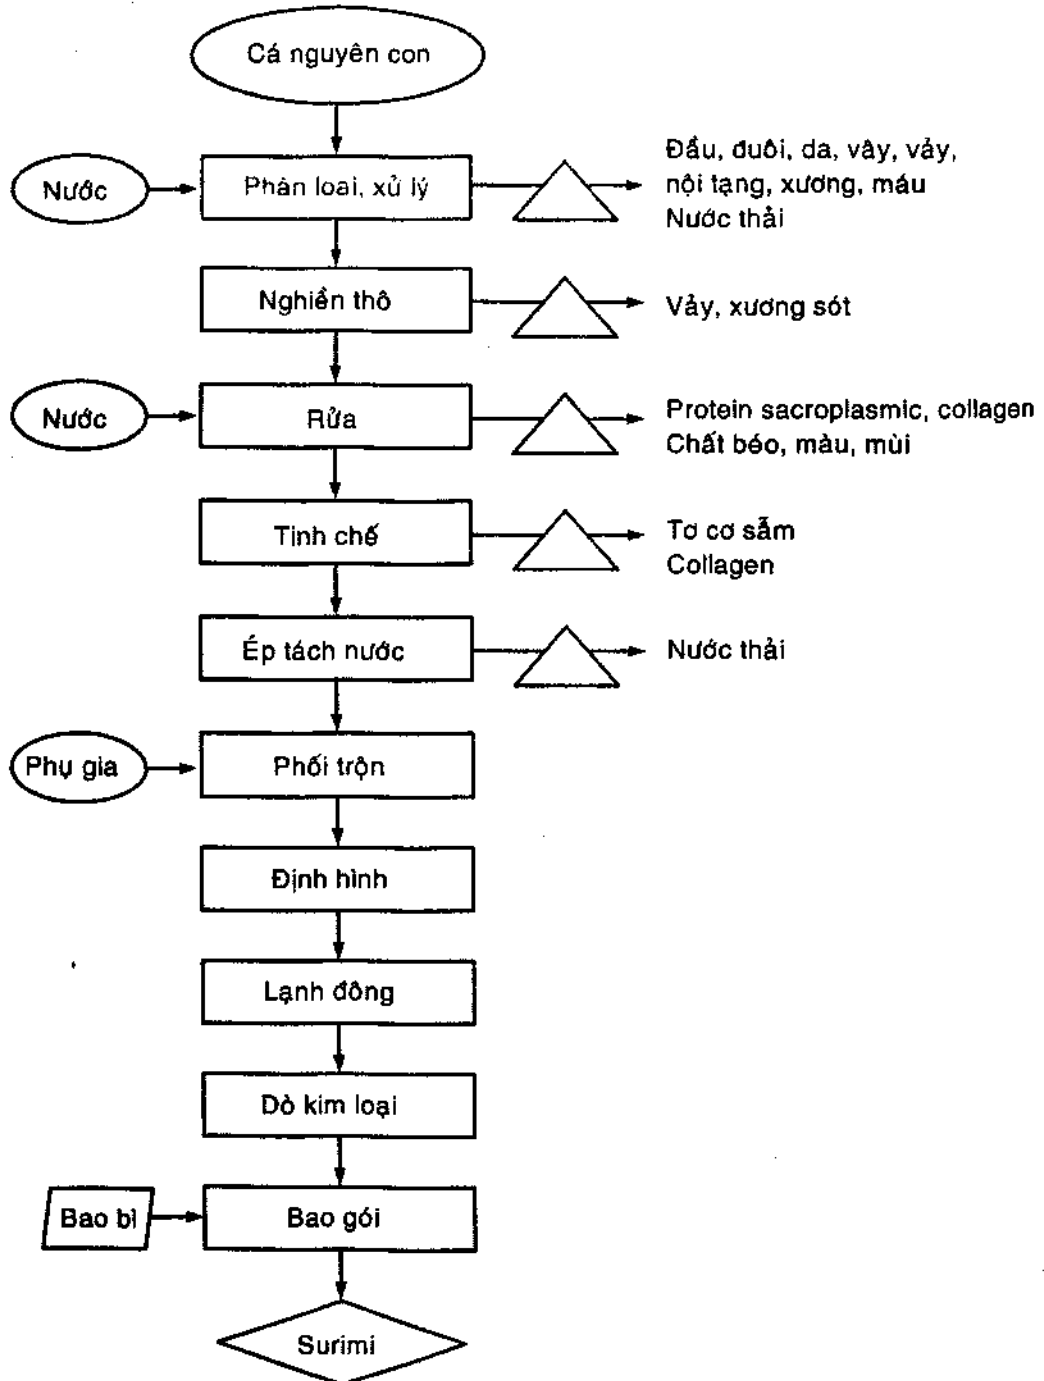 Cá nguyên con
Nước
Phân loại, xử lý
Đầu, đuôi, da, vây, vảy,
nội tạng, xương, máu
Nước thải
Nghiền thô
Vảy, xương sót
Nước
Rửa
Protein sacroplasmic, collagen
Chất béo, màu, mùi
Tinh chế
Tơ cơ sẫm
Collagen
Ép tách nước
Nước thải
Phụ gia
Phối trộn
Định hình
Lạnh đông
Dò kim loại
Bao bì
Bao gói
Surimi